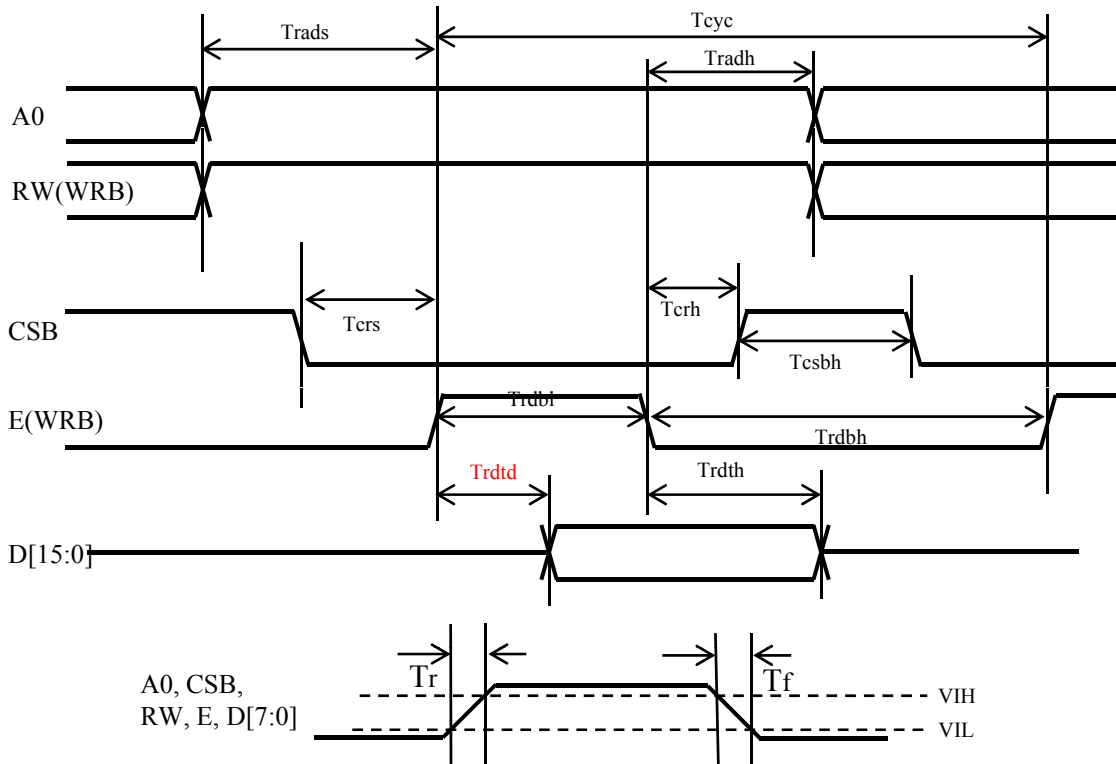 Trads
Tcyc
Tradh
A0
RW(WRB)
Tcrs
Tcrh
CSB
Tcsbh
Trdbl
E(WRB)
Trdbh
Trdtd
Trdth
D[15:0]
Tr
Tf
A0, CSB,
RW, E, D[7:0]
VIH
VIL